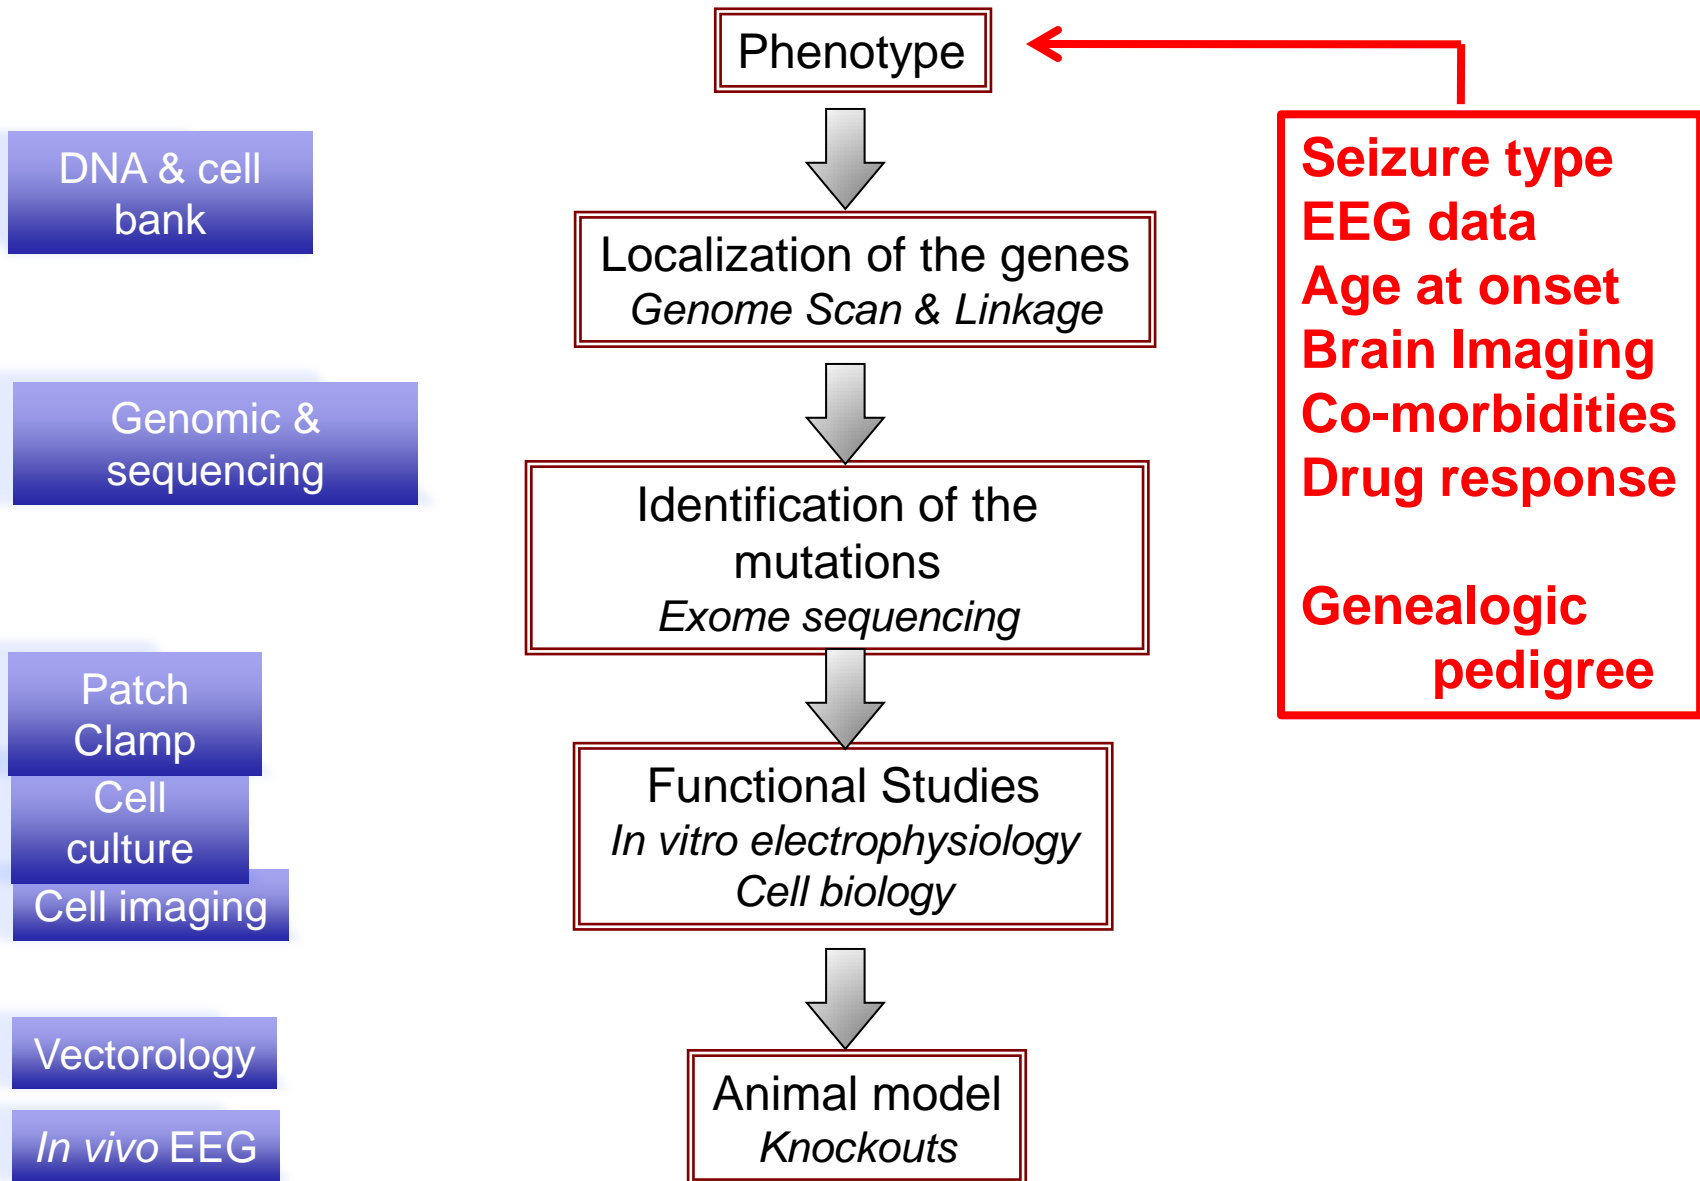 Phenotype
DNA & cell
bank
Localization of the genes
Genome Scan & Linkage
Genomic &
sequencing
Identification of the
mutations
Exome sequencing
Patch
Clamp
Cell
culture
Cell imaging
Functional Studies
In vitro electrophysiology
Cell biology
Vectorology
In vivo EEG
Animal model
Knockouts
Seizure type
EEG data
Age at onset
Brain Imaging
Co-morbidities
Drug response
Genealogic
pedigree